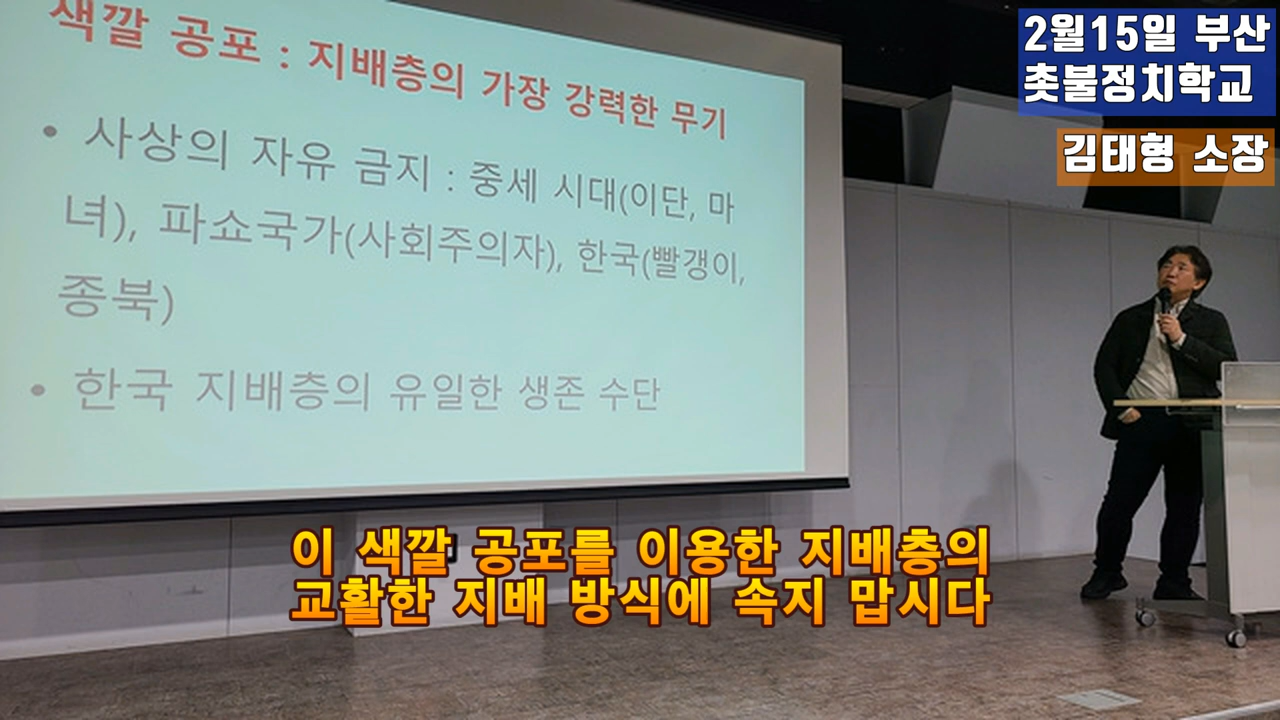 색깔 공포 : 지배층의 가장 강력한 무기
• 사상의 자유 금지 : 중세 시대(이단, 마
녀), 파쇼국가(사회주의자), 한국(빨갱이,
종북)
• 한국 지배층의 유일한 생존 수단
2월15일 부산
촛불정치학교
김태형 소장
이 색깔 공포를 이용한 지배층의
교활한 지배 방식에 속지 맙시다